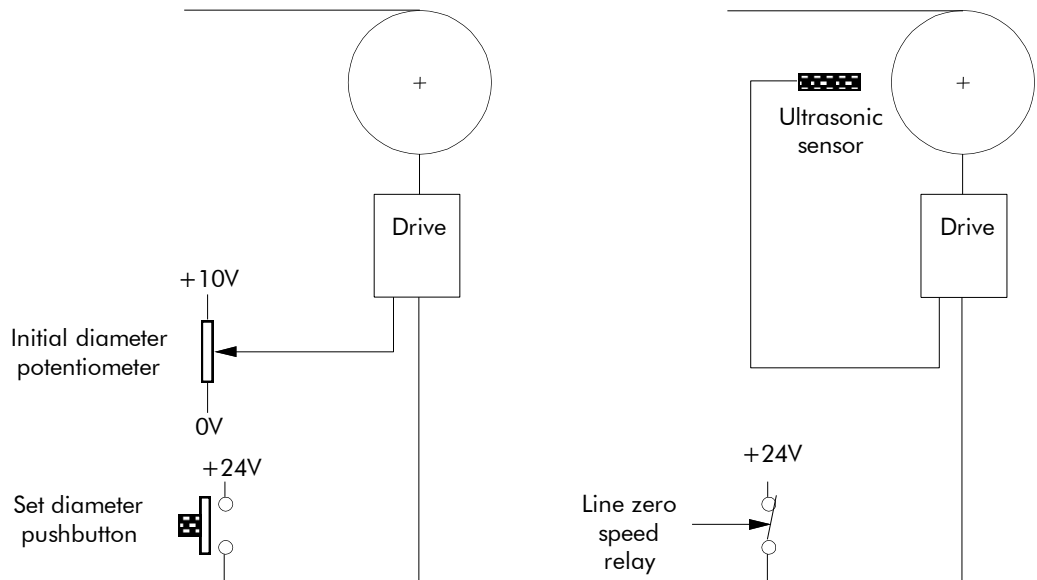 Drive
+10V
Initial diameter
potentiometer
0V
+24V
Set diameter
pushbutton
Ultrasonic
sensor
Drive
+24V
Line zero
speed
relay